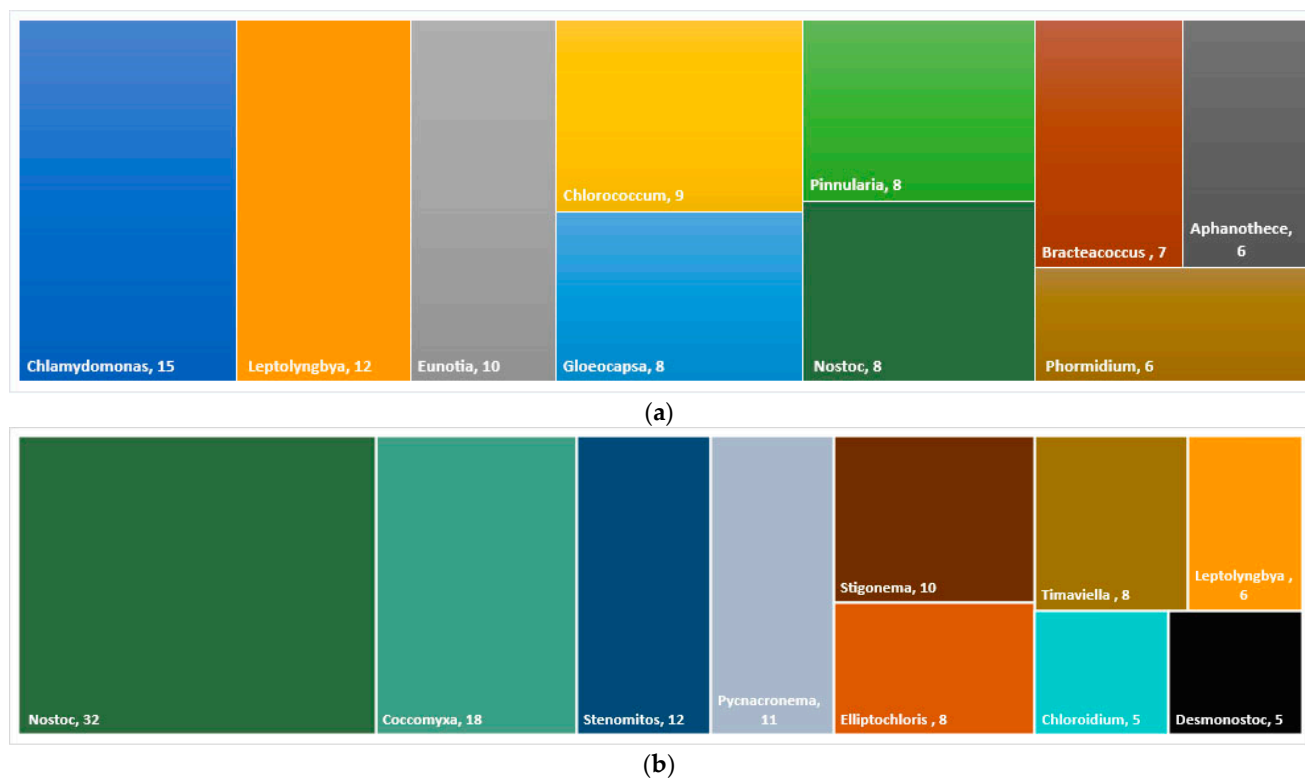 Chlamydomonas, 15
Leptolyngbya, 12
Eunotia, 10
Chlorococcum, 9
Gloeocapsa, 8
Pinnularia, 8
Nostoc, 8
Bracteacoccus , 7
Aphanothece,
6
Phormidium, 6
(a)
Nostoc, 32
Coccomyxa, 18
Stenomitos, 12
Pycnacronema,
11
Stigonema, 10
Elliptochloris , 8
Timaviella , 8
Leptolyngbya ,
6
Chloroidium, 5
Desmonostoc, 5
(b)